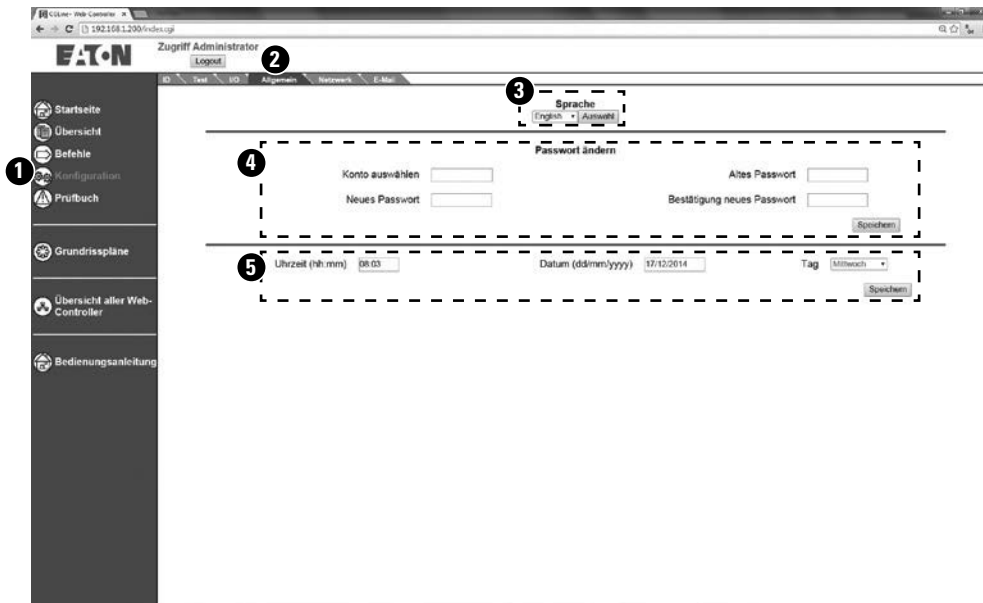 CGLine+ Web-Controller ×
192.168.1.200/index.cgi
EATON
Zugriff Administrator
Logout
2
ID Test I/O Allgemein Netzwerk E-Mail
Startseite
Übersicht
Befehle
1
Konfiguration
Prüfbuch
Grundrisspläne
Übersicht aller Web-
Controller
Bedienungsanleitung
3
Sprache
English Auswahl
4
Passwort ändern
Konto auswählen Altes Passwort
Neues Passwort Bestätigung neues Passwort
Speichern
5
Uhrzeit (hh:mm) 08:03 Datum (dd/mm/yyyy) 17/12/2014 Tag Mittwoch
Speichern